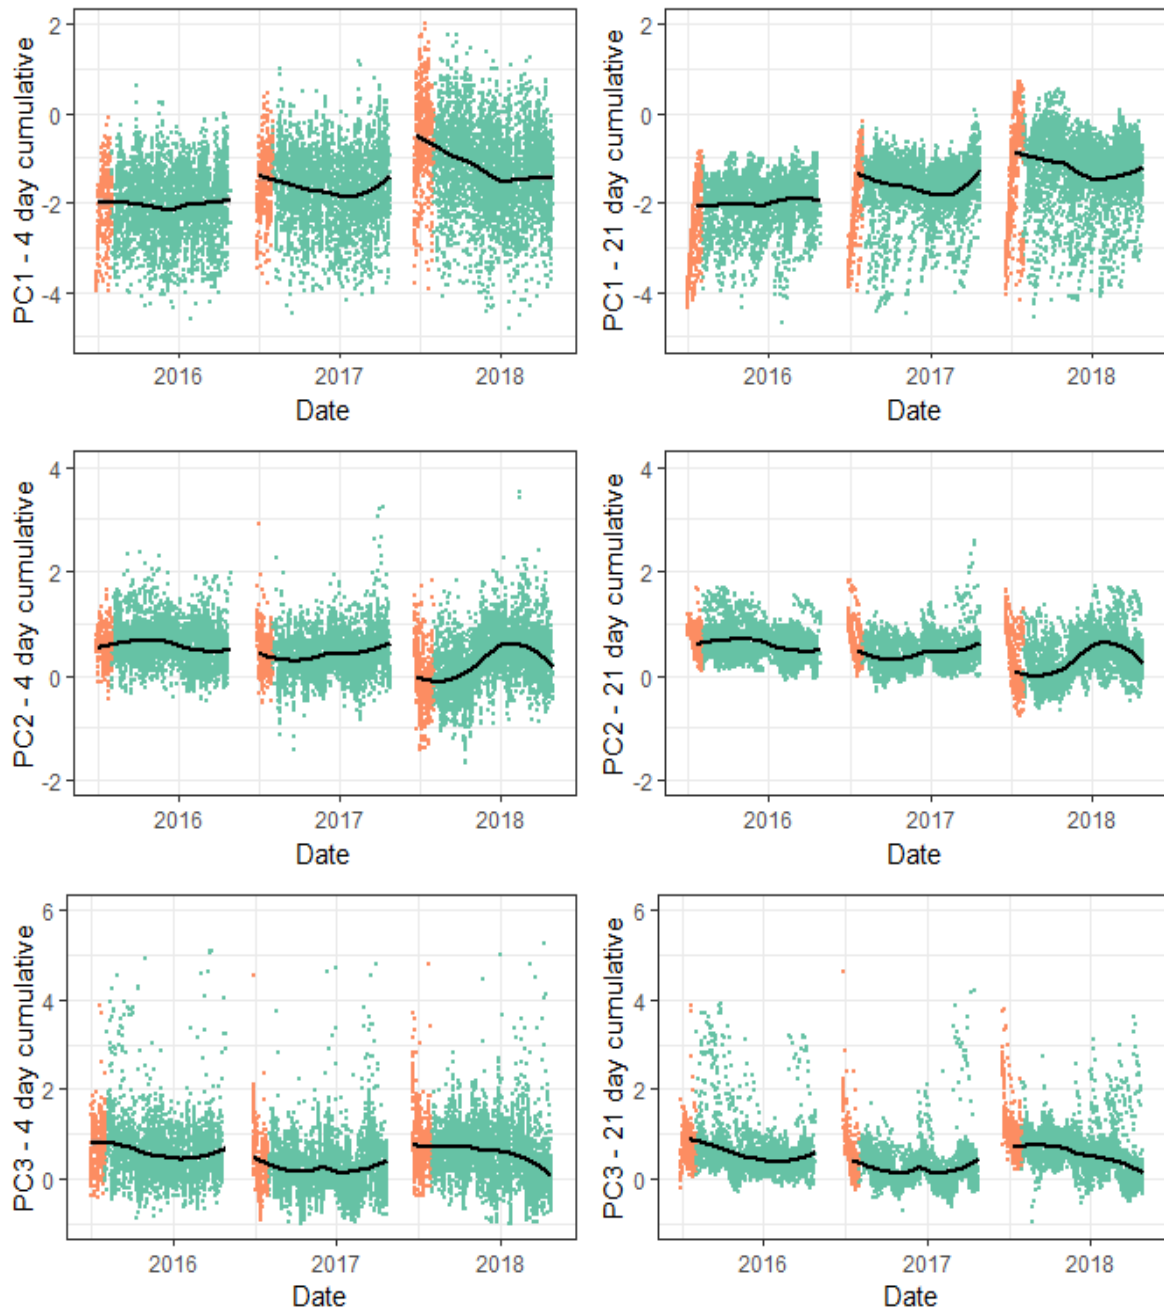 PC1 - 4 day cumulative
2
0
-2
-4
2016 2017 2018
Date
PC1 - 21 day cumulative
2
0
-2
-4
2016 2017 2018
Date
PC2 - 4 day cumulative
4
2
0
-2
2016 2017 2018
Date
PC2 - 21 day cumulative
4
2
0
-2
2016 2017 2018
Date
PC3 - 4 day cumulative
6
4
2
0
2016 2017 2018
Date
PC3 - 21 day cumulative
6
4
2
0
2016 2017 2018
Date